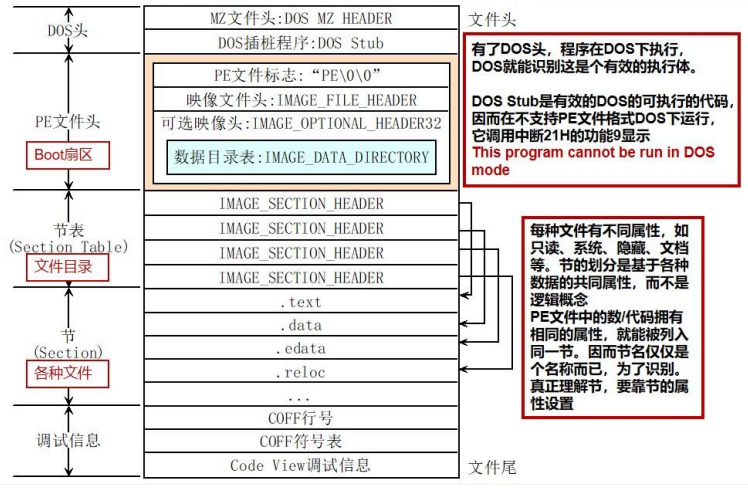 MZ文件头:DOS MZ HEADER
文件头
DOS头
DOS插桩程序:DOS Stub
PE文件标志:“PE\0\0”
映像文件头:IMAGE_FILE_HEADER
可选映像头:IMAGE_OPTIONAL_HEADER32
数据目录表:IMAGE_DATA_DIRECTORY
PE文件头
Boot扇区
有了DOS头，程序在DOS下执行，
DOS就能识别这是个有效的执行体。
DOS Stub是有效的DOS的可执行的代码，
因而在不支持PE文件格式DOS下运行，
它调用中断21H的功能9显示
This program cannot be run in DOS
mode
IMAGE_SECTION_HEADER
IMAGE_SECTION_HEADER
IMAGE_SECTION_HEADER
IMAGE_SECTION_HEADER
节表
(Section Table)
文件目录
.text
.data
.edata
.reloc
...
节
(Section)
各种文件
每种文件有不同属性，如
只读、系统、隐藏、文档
等。节的划分是基于各种
数据的共同属性，而不是
逻辑概念
PE文件中的数/代码拥有
相同的属性，就能被列入
同一节。因而节名仅仅是
个名称而已，为了识别。
真正理解节，要靠节的属
性设置
COFF行号
调试信息
COFF符号表
Code View调试信息
文件尾